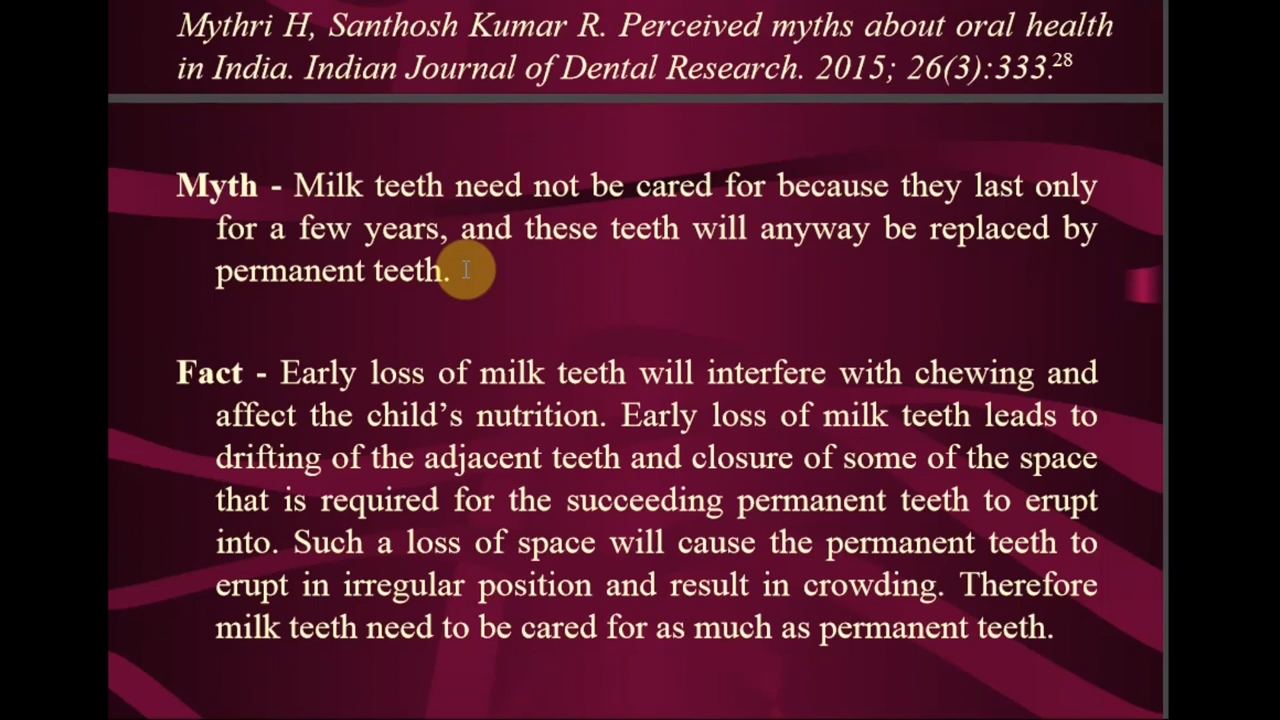 Mythri H, Santhosh Kumar R. Perceived myths about oral health
in India. Indian Journal of Dental Research. 2015; 26(3):333.28
Myth - Milk teeth need not be cared for because they last only
for a few years, and these teeth will anyway be replaced by
permanent teeth.
Fact - Early loss of milk teeth will interfere with chewing and
affect the child’s nutrition. Early loss of milk teeth leads to
drifting of the adjacent teeth and closure of some of the space
that is required for the succeeding permanent teeth to erupt
into. Such a loss of space will cause the permanent teeth to
erupt in irregular position and result in crowding. Therefore
milk teeth need to be cared for as much as permanent teeth.